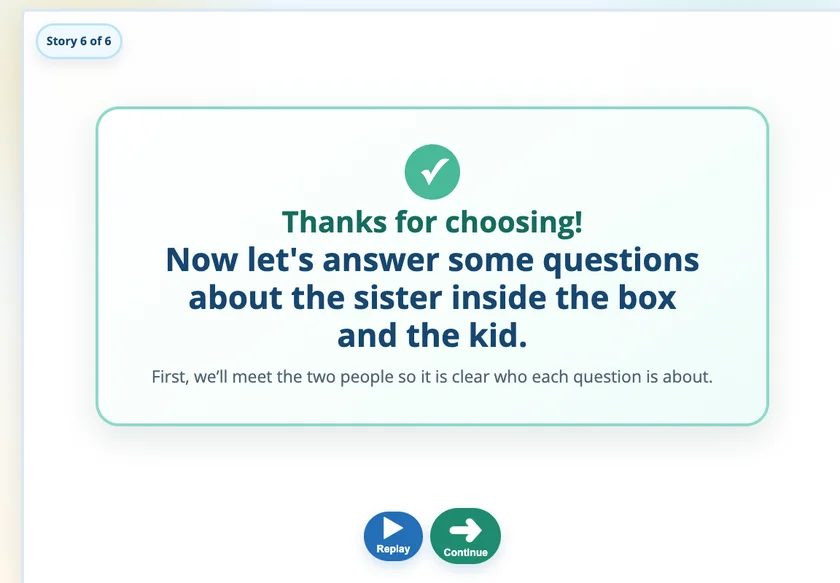 Story 6 of 6
Thanks for choosing!
Now let's answer some questions
about the sister inside the box
and the kid.
First, we’ll meet the two people so it is clear who each question is about.
Replay
Continue